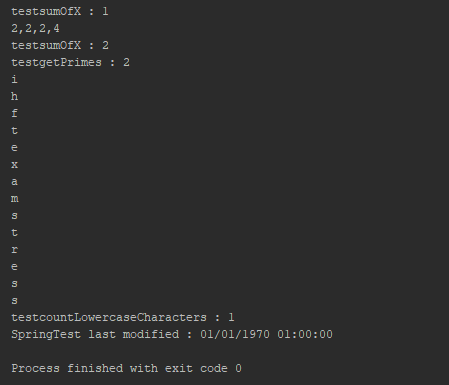 testsumOfX : 1
2,2,2,4
testsumOfX : 2
testgetPrimes : 2
i
h
f
t
e
x
a
m
s
t
r
e
s
s
testcountLowercaseCharacters : 1
SpringTest last modified : 01/01/1970 01:00:00
Process finished with exit code 0